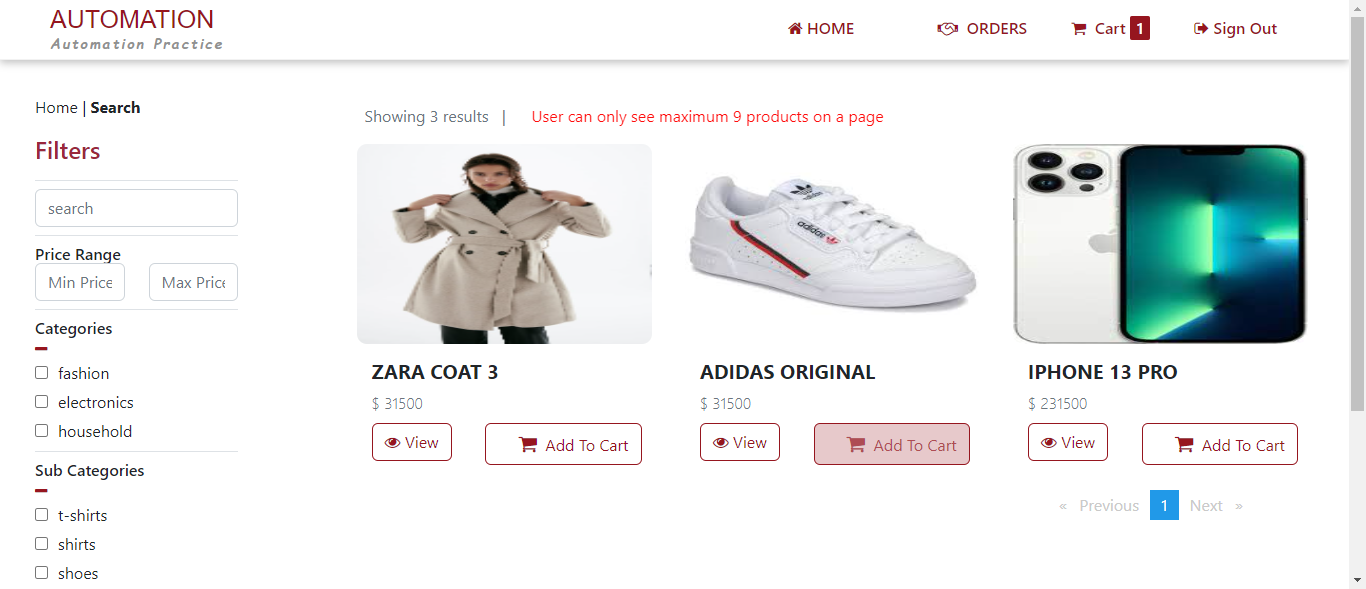 AUTOMATION
Automation Practice
HOME
ORDERS
Cart 1
Sign Out
Home | Search
Filters
search
Price Range
Min Price
Max Price
Categories
fashion
electronics
household
Sub Categories
t-shirts
shirts
shoes
Showing 3 results |
User can only see maximum 9 products on a page
adidas
adidas
ZARA COAT 3
$ 31500
View
Add To Cart
ADIDAS ORIGINAL
$ 31500
View
Add To Cart
IPHONE 13 PRO
$ 231500
View
Add To Cart
« Previous 1 Next »